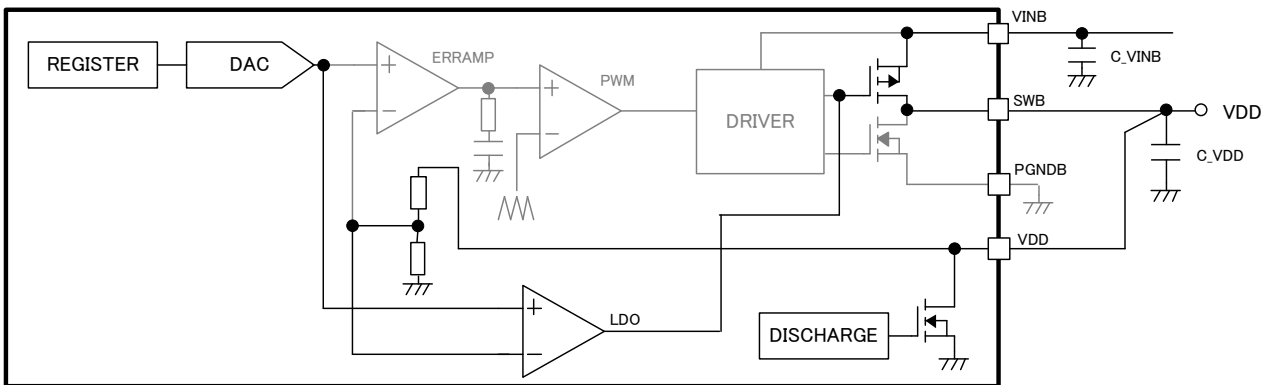 VINB
REGISTER
DAC
ERRAMP
PWM
DRIVER
C_VINB
SWB
VDD
C_VDD
PGNDB
VDD
LDO
DISCHARGE